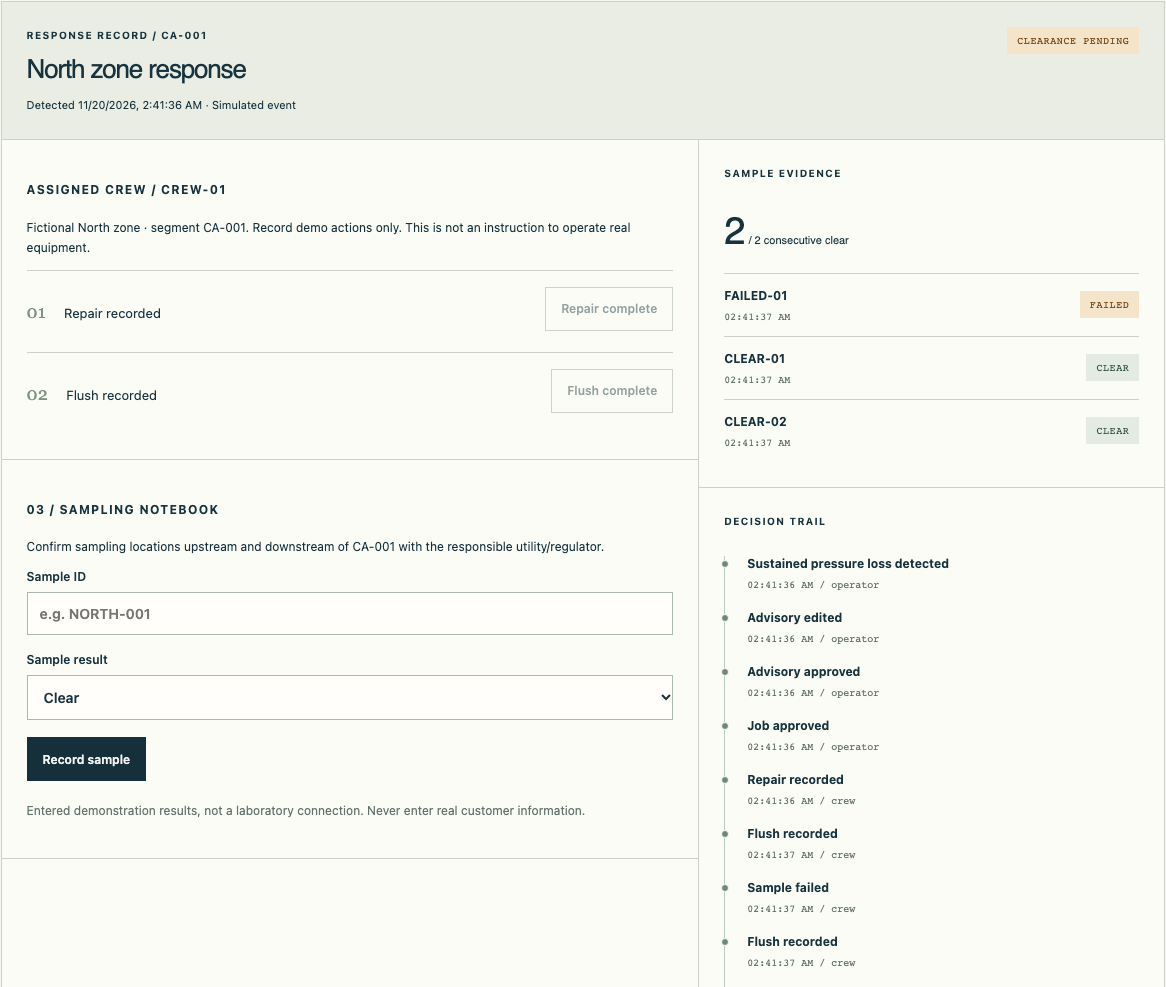 RESPONSE RECORD / CA-001
CLEARANCE PENDING
North zone response
Detected 11/20/2026, 2:41:36 AM · Simulated event
ASSIGNED CREW / CREW-01
Fictional North zone · segment CA-001. Record demo actions only. This is not an instruction to operate real
equipment.
01 Repair recorded
Repair complete
02 Flush recorded
Flush complete
03 / SAMPLING NOTEBOOK
Confirm sampling locations upstream and downstream of CA-001 with the responsible utility/regulator.
Sample ID
e.g. NORTH-001
Sample result
Clear
Record sample
Entered demonstration results, not a laboratory connection. Never enter real customer information.
SAMPLE EVIDENCE
2 / 2 consecutive clear
FAILED-01
02:41:37 AM
FAILED
CLEAR-01
02:41:37 AM
CLEAR
CLEAR-02
02:41:37 AM
CLEAR
DECISION TRAIL
Sustained pressure loss detected
02:41:36 AM / operator
Advisory edited
02:41:36 AM / operator
Advisory approved
02:41:36 AM / operator
Job approved
02:41:36 AM / operator
Repair recorded
02:41:36 AM / crew
Flush recorded
02:41:37 AM / crew
Sample failed
02:41:37 AM / crew
Flush recorded
02:41:37 AM / crew